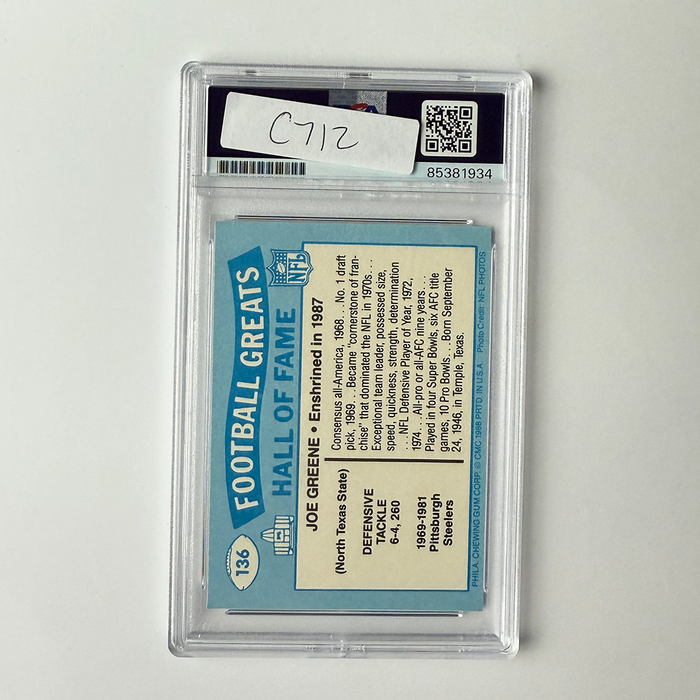 C712
85381934
136
FOOTBALL GREATS
HALL OF FAME
NFL
JOE GREENE • Enshrined in 1987
(North Texas State)
DEFENSIVE
TACKLE
6-4, 260
1969-1981
Pittsburgh
Steelers
Consensus all-America, 1968 . . . No. 1 draft
pick, 1969. . . Became "cornerstone of fran-
chise" that dominated the NFL in 1970s . . .
Exceptional team leader, possessed size,
speed, quickness, strength, determination
. . . NFL Defensive Player of Year, 1972,
1974. . . All-pro or all-AFC nine years . . .
Played in four Super Bowls, six AFC title
games, 10 Pro Bowls. . . Born September
24, 1946, in Temple, Texas.
PHILA. CHEWING GUM CORP. © CMC 1988 PRTD. IN U.S.A. Photo Credit: NFL PHOTOS